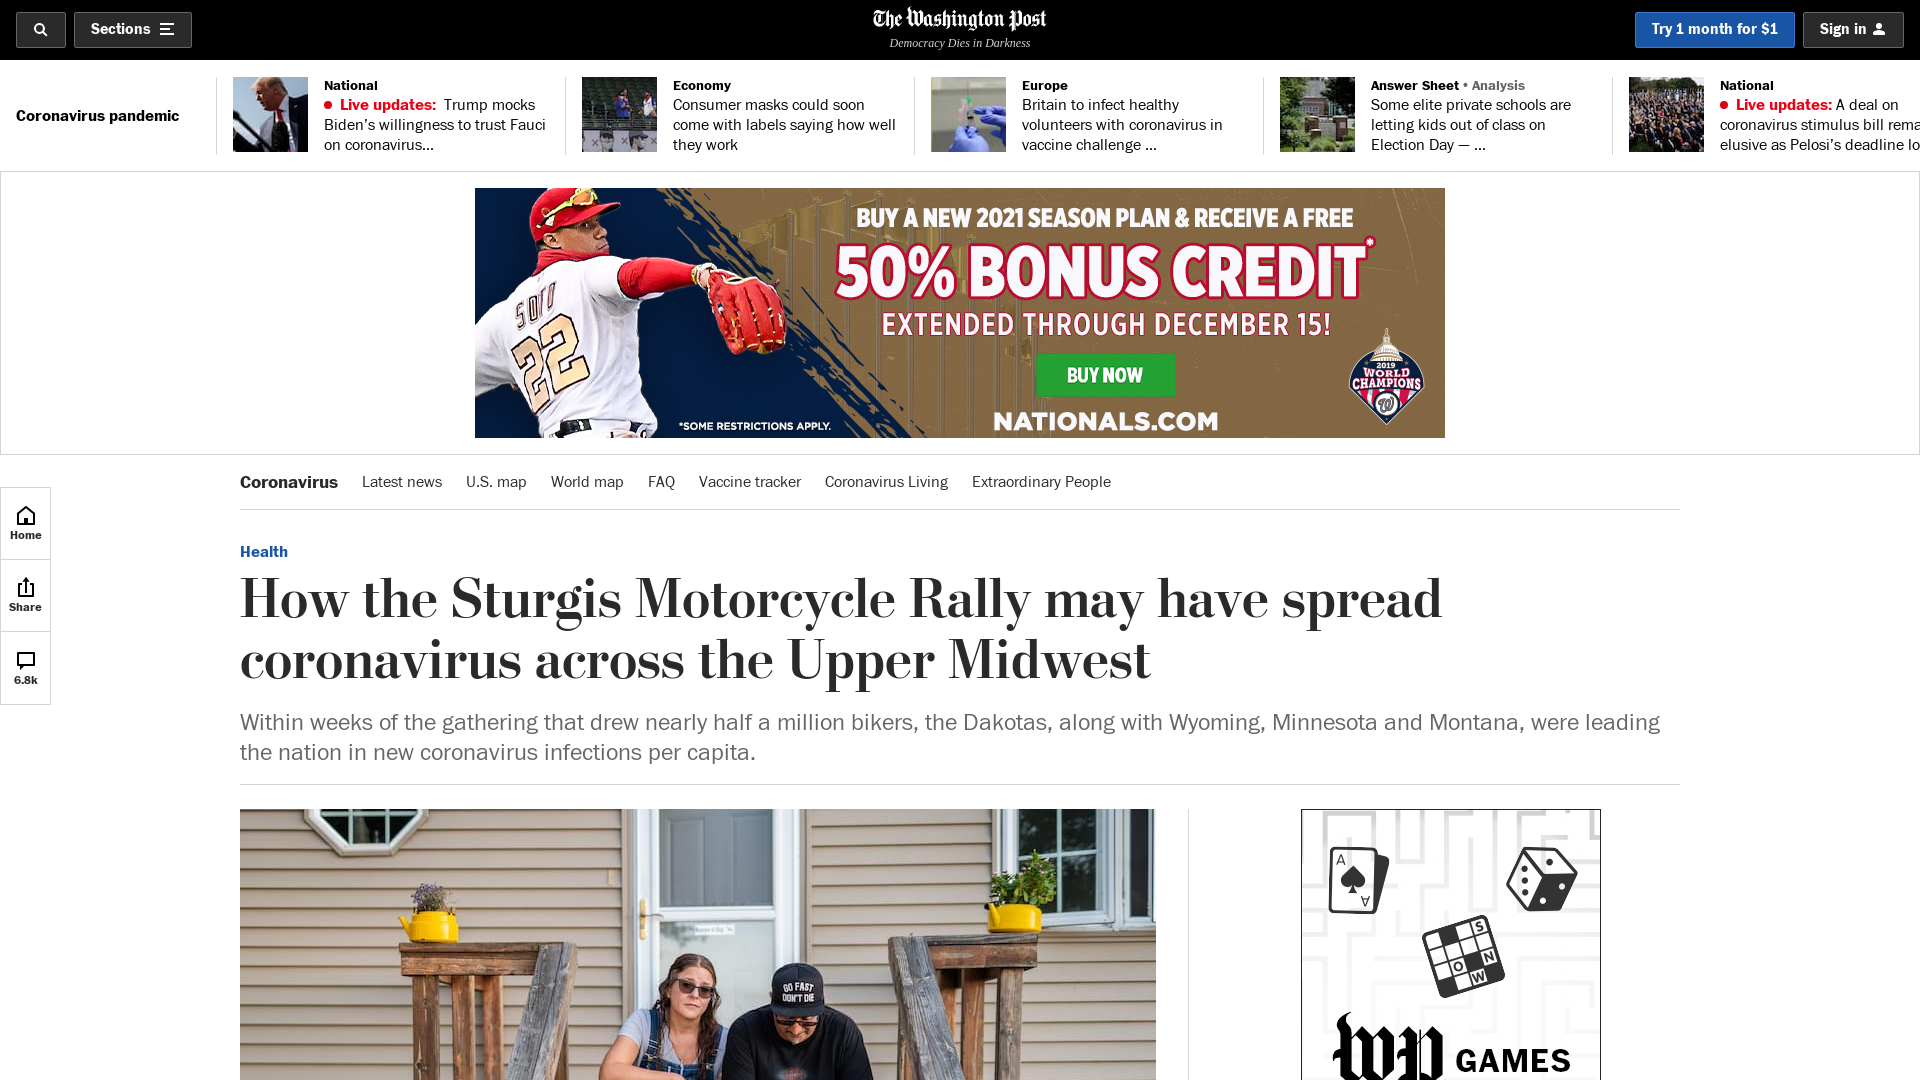 Sections
The Washington Post
Democracy Dies in Darkness
Try 1 month for $1
Sign in
Coronavirus pandemic
National
Live updates: Trump mocks
Biden’s willingness to trust Fauci
on coronavirus...
Economy
Consumer masks could soon
come with labels saying how well
they work
Europe
Britain to infect healthy
volunteers with coronavirus in
vaccine challenge ...
Answer Sheet • Analysis
Some elite private schools are
letting kids out of class on
Election Day — ...
National
Live updates: A deal on
coronavirus stimulus bill rema
elusive as Pelosi’s deadline lo
BUY A NEW 2021 SEASON PLAN & RECEIVE A FREE
50% BONUS CREDIT*
EXTENDED THROUGH DECEMBER 15!
BUY NOW
NATIONALS.COM
*SOME RESTRICTIONS APPLY.
SOTO
22
2019
WORLD
CHAMPIONS
W
Coronavirus
Latest news
U.S. map
World map
FAQ
Vaccine tracker
Coronavirus Living
Extraordinary People
Home
Share
6.8k
Health
How the Sturgis Motorcycle Rally may have spread
coronavirus across the Upper Midwest
Within weeks of the gathering that drew nearly half a million bikers, the Dakotas, along with Wyoming, Minnesota and Montana, were leading
the nation in new coronavirus infections per capita.
GO FAST
DON'T DIE
A
A
S
O
N
W
wp GAMES